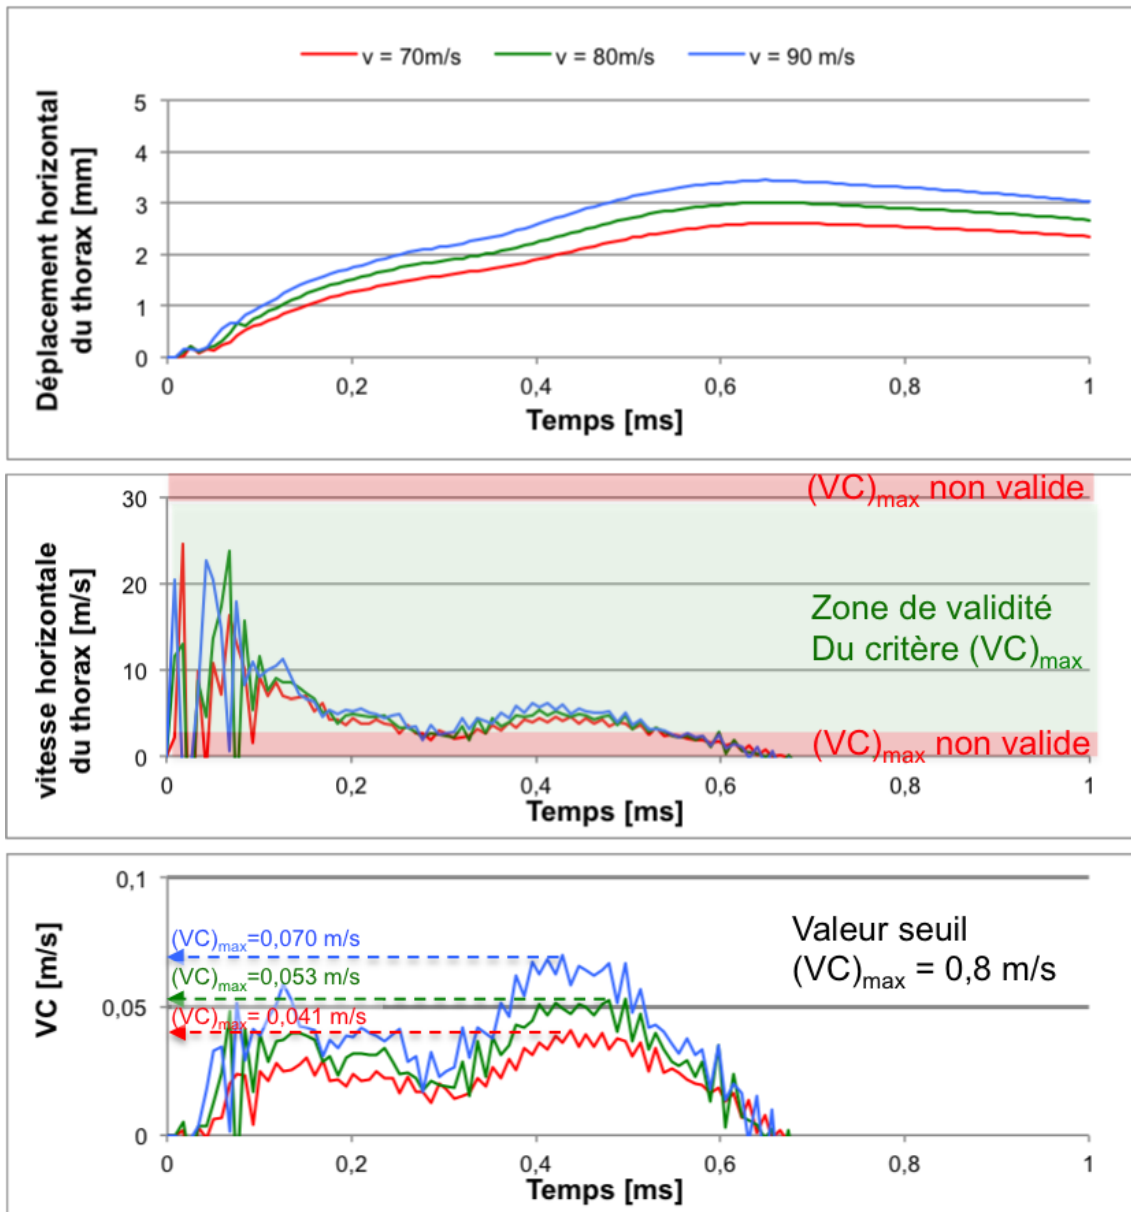 v = 70m/s v = 80m/s v = 90 m/s
Déplacement horizontal
du thorax [mm]
5
4
3
2
1
0
0 0,2 0,4 0,6 0,8 1
Temps [ms]
(VC)max non valide
vitesse horizontale
du thorax [m/s]
30
20
10
0
Zone de validité
Du critère (VC)max
(VC)max non valide
0 0,2 0,4 0,6 0,8 1
Temps [ms]
VC [m/s]
0,1
0,05
0
(VC)max=0,070 m/s
(VC)max=0,053 m/s
(VC)max= 0,041 m/s
Valeur seuil
(VC)max = 0,8 m/s
0 0,2 0,4 0,6 0,8 1
Temps [ms]